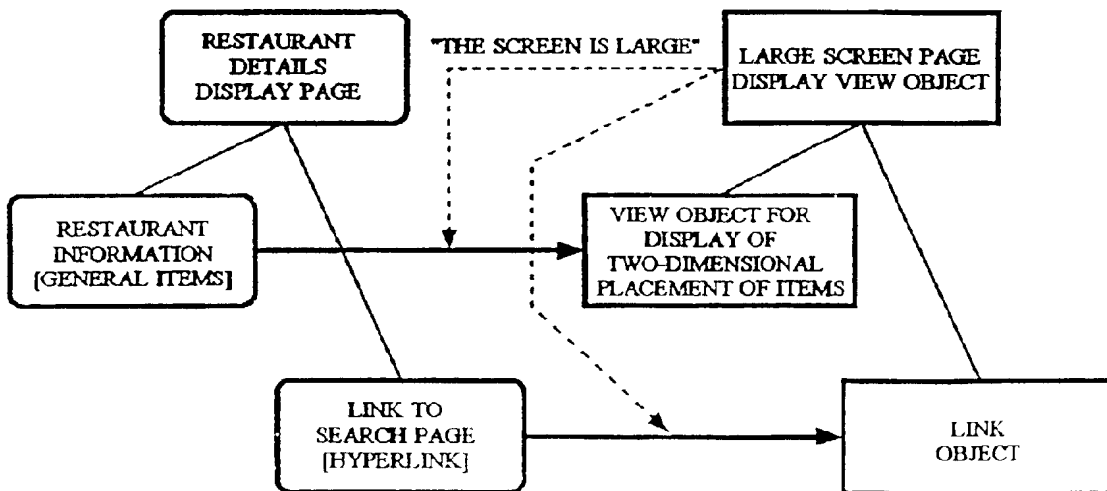 RESTAURANT
DETAILS
DISPLAY PAGE
"THE SCREEN IS LARGE"
LARGE SCREEN PAGE
DISPLAY VIEW OBJECT
RESTAURANT
INFORMATION
[GENERAL ITEMS]
VIEW OBJECT FOR
DISPLAY OF
TWO-DIMENSIONAL
PLACEMENT OF ITEMS
LINK TO
SEARCH PAGE
[HYPERLINK]
LINK
OBJECT